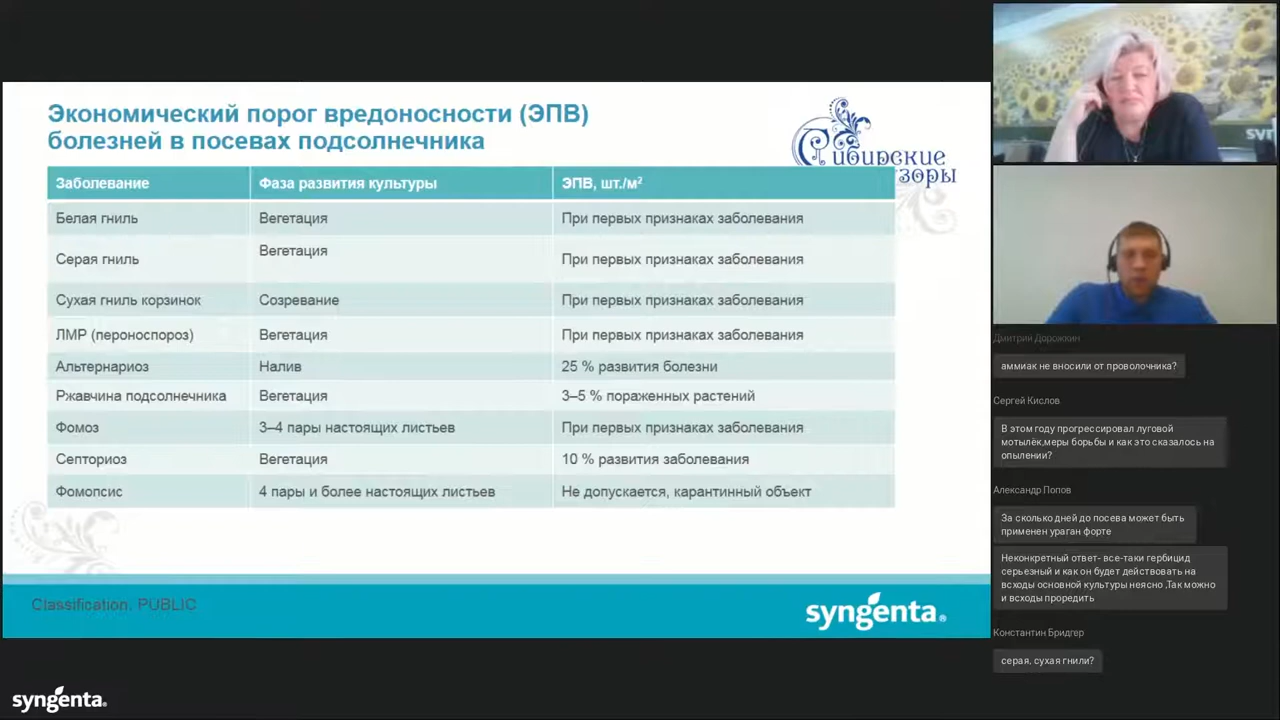 Экономический порог вредоносности (ЭПВ)
болезней в посевах подсолнечника
Сибирские
узоры
Заболевание Фаза развития культуры ЭПВ, шт./м²
Белая гниль Вегетация При первых признаках заболевания
Серая гниль Вегетация При первых признаках заболевания
Сухая гниль корзинок Созревание При первых признаках заболевания
ЛМР (пероноспороз) Вегетация При первых признаках заболевания
Альтернариоз Налив 25 % развития болезни
Ржавчина подсолнечника Вегетация 3–5 % пораженных растений
Фомоз 3–4 пары настоящих листьев При первых признаках заболевания
Септориоз Вегетация 10 % развития заболевания
Фомопсис 4 пары и более настоящих листьев Не допускается, карантинный объект
Classification: PUBLIC
syngenta®
syngenta®
Дмитрий Дорожкин
аммиак не вносили от проволочника?
Сергей Кислов
В этом году прогрессировал луговой
мотылёк,меры борьбы и как это сказалось на
опылении?
Александр Попов
За сколько дней до посева может быть
применен ураган форте
Неконкретный ответ- все-таки гербицид
серьезный и как он будет действовать на
всходы основной культуры неясно .Так можно
и всходы проредить
Константин Бридгер
серая, сухая гнили?